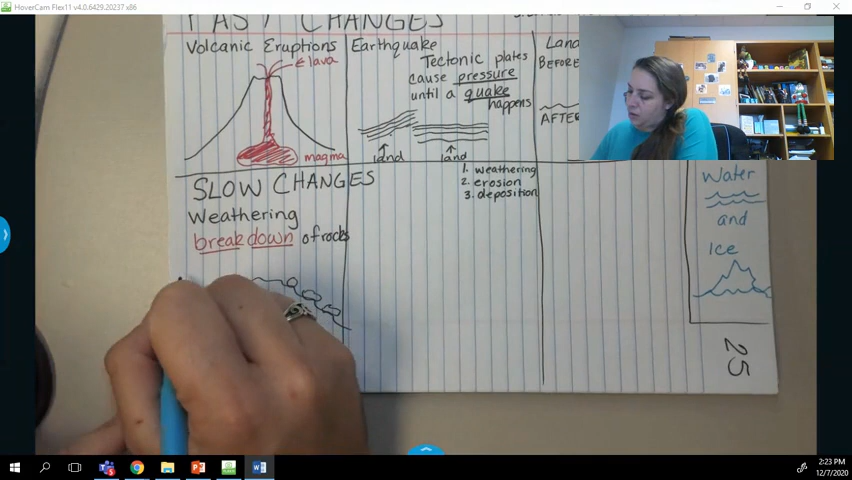 HoverCam Flex11 v4.0.6429.20237 x86
FAST CHANGES
Volcanic Eruptions
lava
magma
Earthquake
Tectonic plates
cause pressure
until a quake
happens
land
land
Land
BEFORE
AFTER
SLOW CHANGES
Weathering
breakdown of rocks
1. weathering
2. erosion
3. deposition
Water
and
Ice
25
2:23 PM
12/7/2020